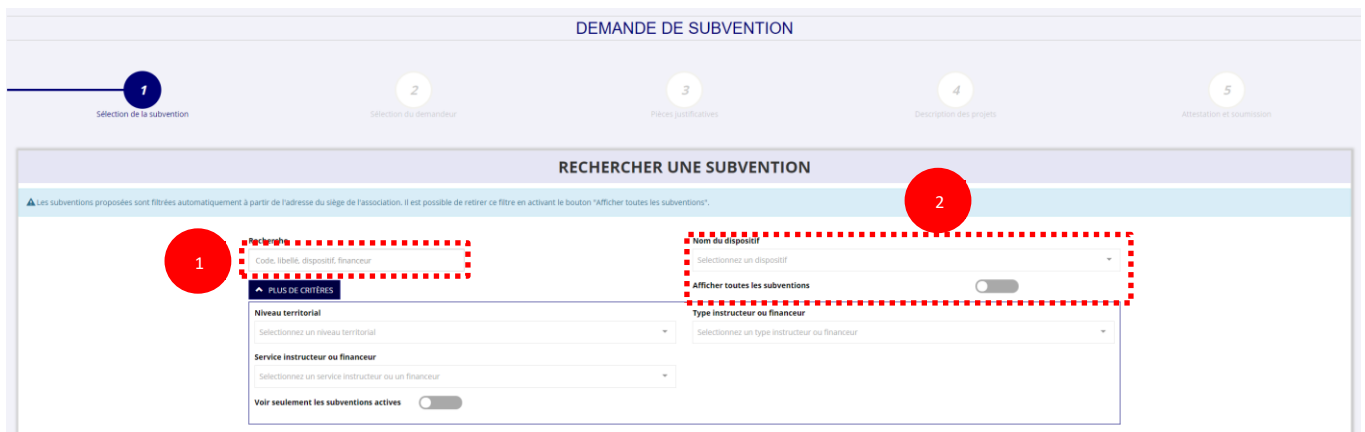 DEMANDE DE SUBVENTION
1
2
3
4
5
Sélection de la subvention
Sélection du demandeur
Pièces justificatives
Description des projets
Attestation et soumission
RECHERCHER UNE SUBVENTION
2
Les subventions proposées sont filtrées automatiquement à partir de l'adresse du siège de l'association. Il est possible de retirer ce filtre en activant le bouton "Afficher toutes les subventions".
1
Recherche
Code, libellé, dispositif, financeur
Nom du dispositif
Selectionnez un dispositif
Afficher toutes les subventions
PLUS DE CRITÈRES
Niveau territorial
Selectionnez un niveau territorial
Type instructeur ou financeur
Selectionnez un type instructeur ou financeur
Service instructeur ou financeur
Selectionnez un service instructeur ou un financeur
Voir seulement les subventions actives